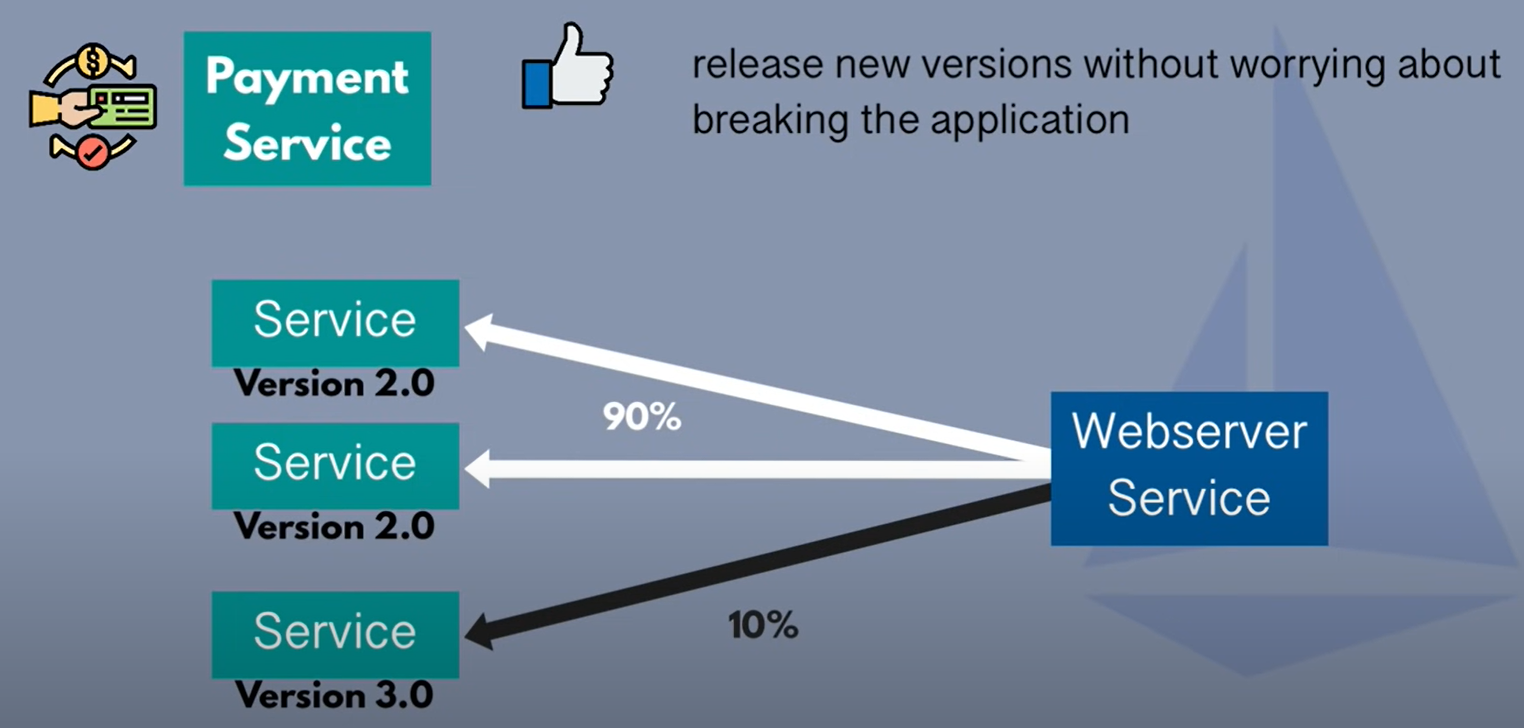 Payment
Service
release new versions without worrying about
breaking the application
Service
Version 2.0
90%
Service
Version 2.0
Webserver
Service
10%
Service
Version 3.0